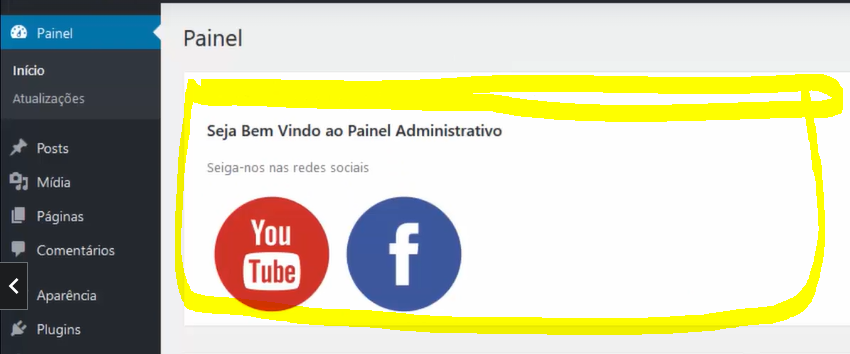 Painel
Início
Atualizações
Posts
Mídia
Páginas
Comentários
Aparência
Plugins
Painel
Seja Bem Vindo ao Painel Administrativo
Seiga-nos nas redes sociais
You
Tube
f